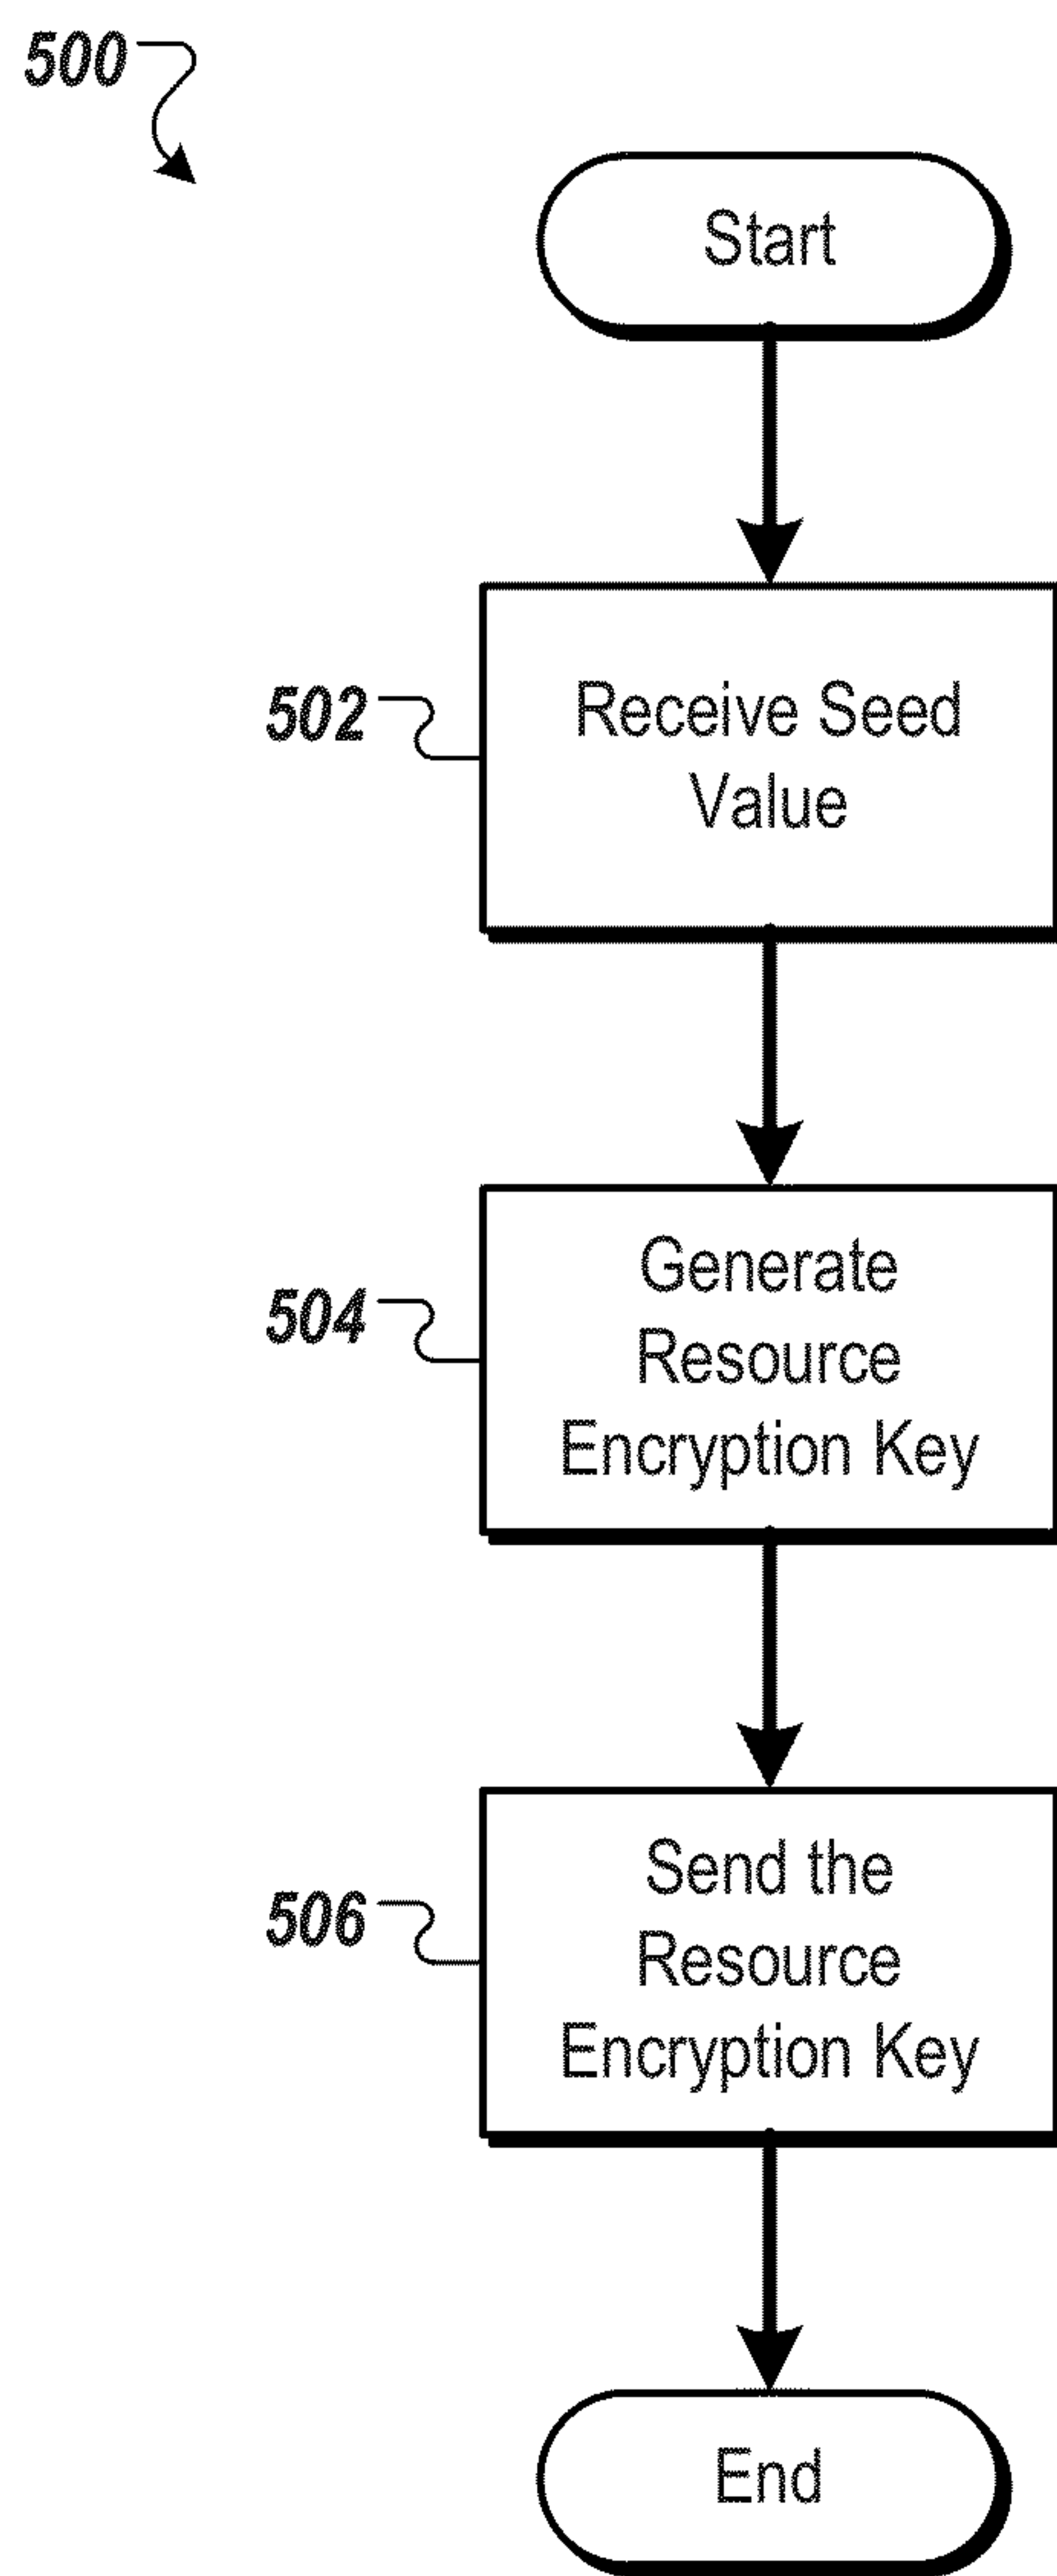 500
Start
502
Receive Seed
Value
504
Generate
Resource
Encryption Key
506
Send the
Resource
Encryption Key
End